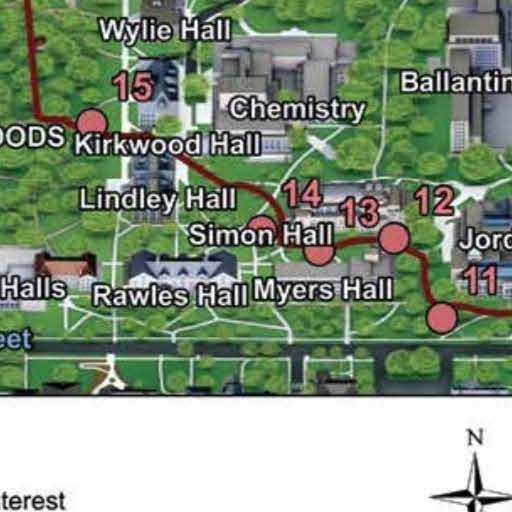 Wylie Hall
15
Ballantin
Chemistry
OODS
Kirkwood Hall
Lindley Hall
14
13
12
Simon Hall
Jord
11
Halls
Rawles Hall
Myers Hall
eet
N
terest